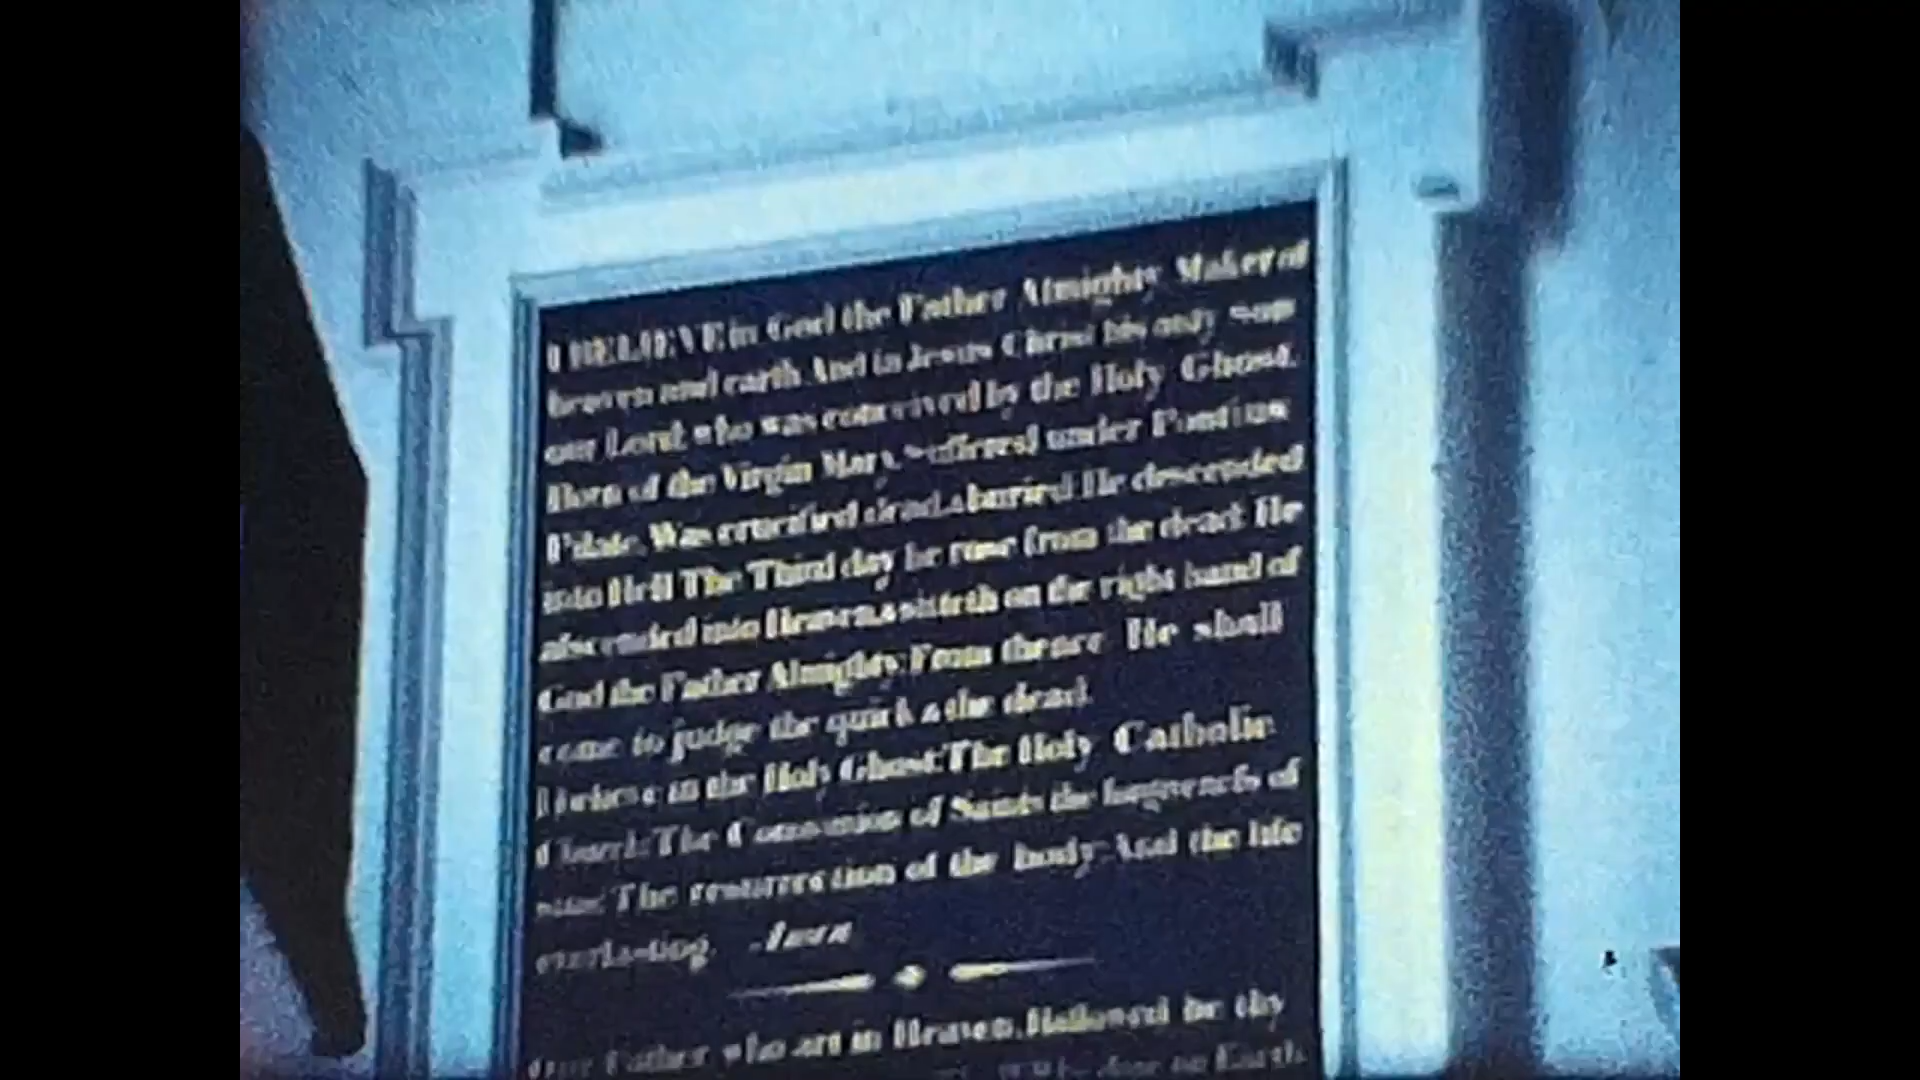 I BELIEVE in God the Father Almighty Maker of
heaven and earth And in Jesus Christ his only Son
our Lord, who was conceived by the Holy Ghost,
Born of the Virgin Mary, Suffered under Pontius
Pilate, Was crucified dead & buried He descended
into Hell The Third day he rose from the dead He
ascended into Heaven & sitteth on the right hand of
God the Father Almighty From thence He shall
come to judge the quick & the dead.
I believe in the Holy Ghost: The Holy Catholic
Church: The Communion of Saints the forgiveness of
sins: The resurrection of the body And the life
everlasting. Amen
Our Father who art in Heaven, Hallowed be thy
done on Earth